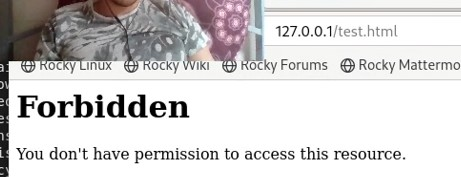 127.0.0.1/test.html
Rocky Linux Rocky Wiki Rocky Forums Rocky Mattermo
Forbidden
You don't have permission to access this resource.